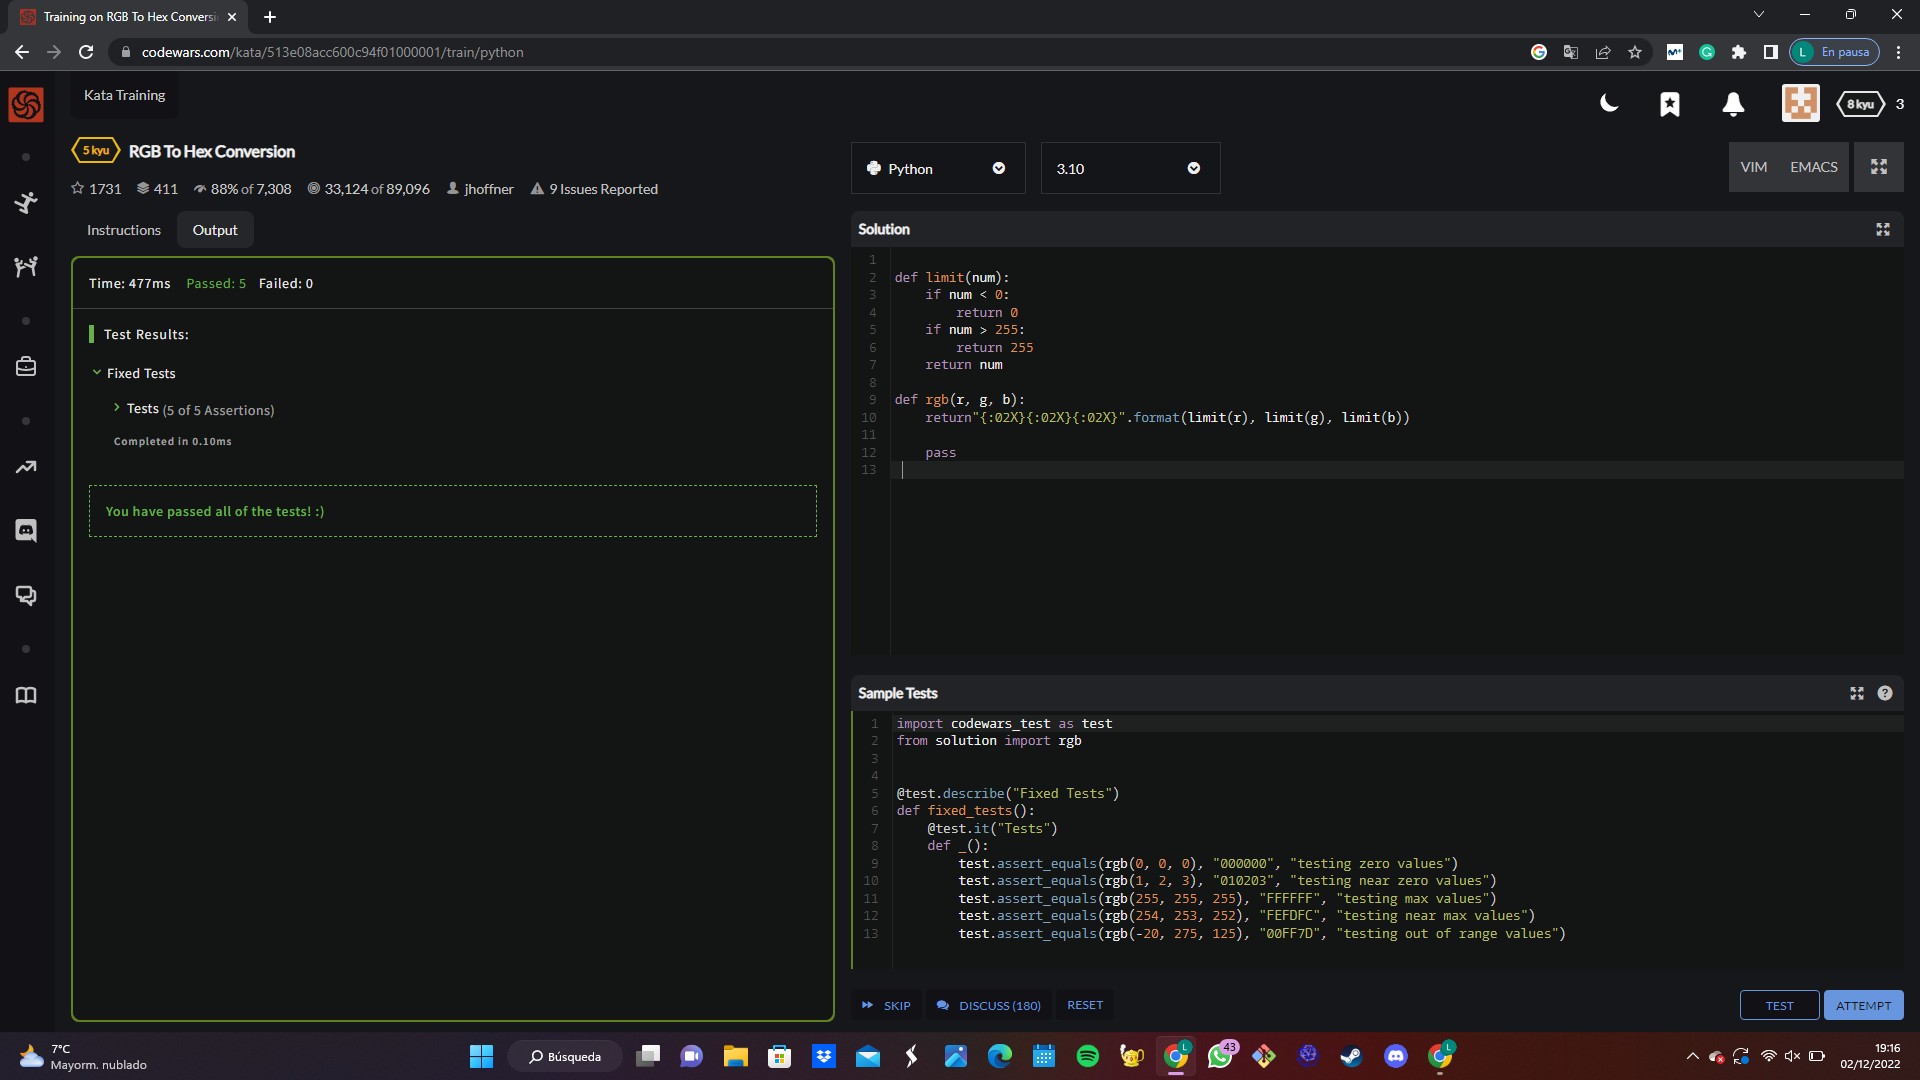 Training on RGB To Hex Conversi
codewars.com/kata/513e08acc600c94f01000001/train/python
L En pausa
Kata Training
8 kyu 3
5 kyu RGB To Hex Conversion
1731 411 88% of 7,308 33,124 of 89,096 jhoffner 9 Issues Reported
Instructions Output
Time: 477ms Passed: 5 Failed: 0
Test Results:
Fixed Tests
Tests (5 of 5 Assertions)
Completed in 0.10ms
You have passed all of the tests! :)
Python 3.10 VIM EMACS
Solution
1
2 def limit(num):
3     if num < 0:
4         return 0
5     if num > 255:
6         return 255
7     return num
8
9 def rgb(r, g, b):
10     return"{:02X}{:02X}{:02X}".format(limit(r), limit(g), limit(b))
11
12     pass
13
Sample Tests
1 import codewars_test as test
2 from solution import rgb
3
4
5 @test.describe("Fixed Tests")
6 def fixed_tests():
7     @test.it("Tests")
8     def _():
9         test.assert_equals(rgb(0, 0, 0), "000000", "testing zero values")
10         test.assert_equals(rgb(1, 2, 3), "010203", "testing near zero values")
11         test.assert_equals(rgb(255, 255, 255), "FFFFFF", "testing max values")
12         test.assert_equals(rgb(254, 253, 252), "FEFDFC", "testing near max values")
13         test.assert_equals(rgb(-20, 275, 125), "00FF7D", "testing out of range values")
SKIP DISCUSS (180) RESET TEST ATTEMPT
7°C
Mayorm. nublado
Búsqueda
L
43
L
19:16
02/12/2022